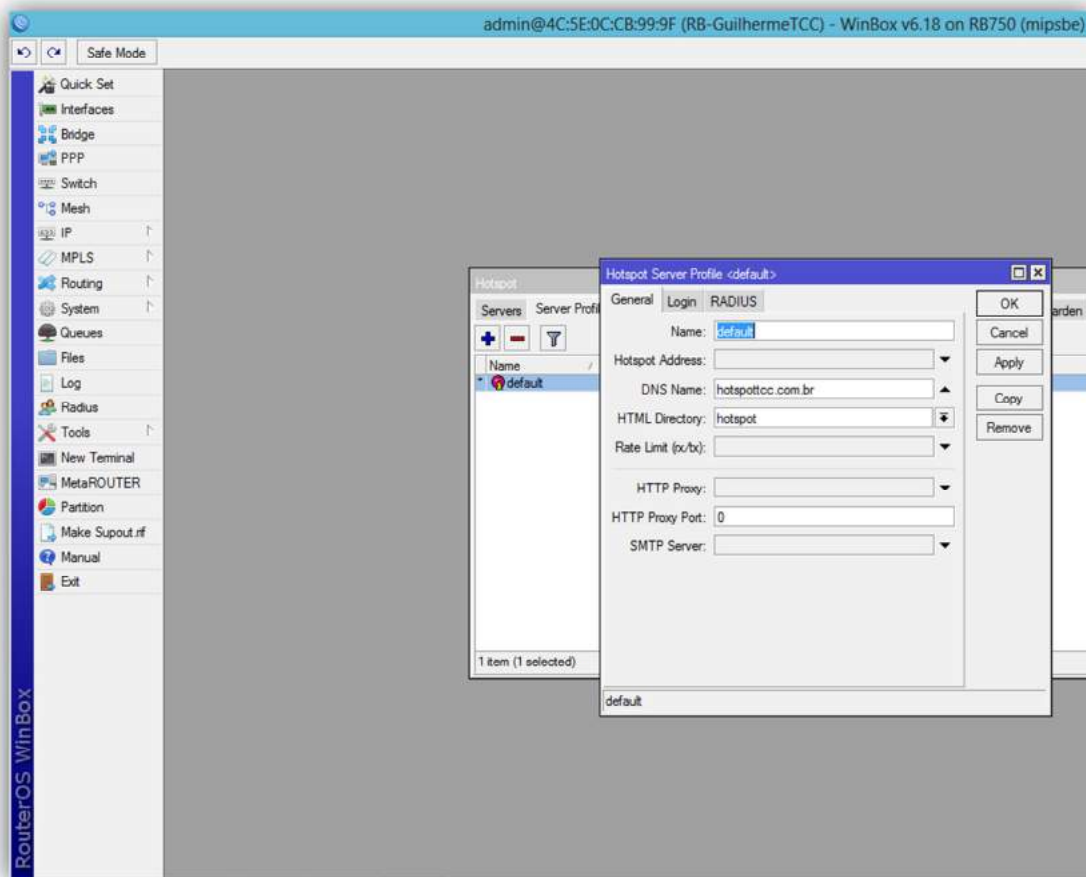 admin@4C:5E:0C:CB:99:9F (RB-GuilhermeTCC) - WinBox v6.18 on RB750 (mipsbe)
Safe Mode
Quick Set
Interfaces
Bridge
PPP
Switch
Mesh
IP
MPLS
Routing
System
Queues
Files
Log
Radius
Tools
New Terminal
MetaROUTER
Partition
Make Supout.rif
Manual
Exit
RouterOS WinBox
Hotspot
Servers Server Profil
Name
* default
1 item (1 selected)
arden
Hotspot Server Profile <default>
General Login RADIUS
Name: default
Hotspot Address:
DNS Name: hotspottcc.com.br
HTML Directory: hotspot
Rate Limit (rx/tx):
HTTP Proxy:
HTTP Proxy Port: 0
SMTP Server:
OK
Cancel
Apply
Copy
Remove
default